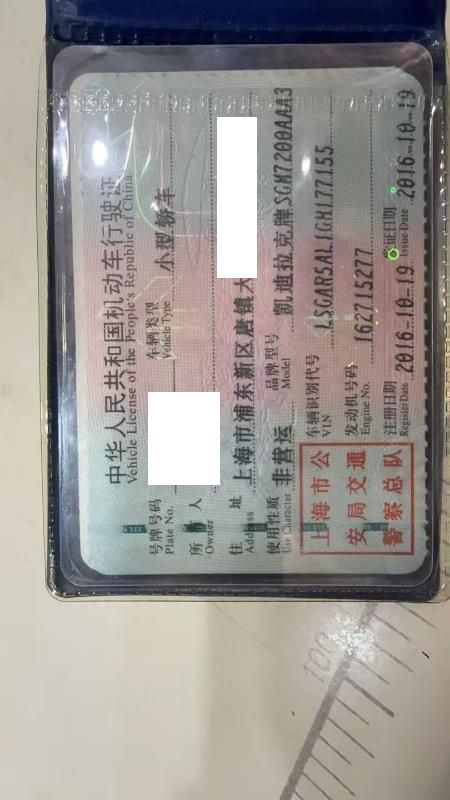 中华人民共和国机动车行驶证
Vehicle License of the People's Republic of China
号牌号码
Plate No.
车辆类型 小型轿车
Vehicle Type
所有人
Owner
住址 上海市浦东新区唐镇大
Address
使用性质 非营运
Use Character
品牌型号 凯迪拉克牌SGM7200AAA3
Model
车辆识别代号 LSGAR5AL1GH177155
VIN
发动机号码 162715277
Engine No.
注册日期 2016-10-19
Register Date
发证日期 2016-10-19
Issue Date
上海市公
安局交通
警察总队
100